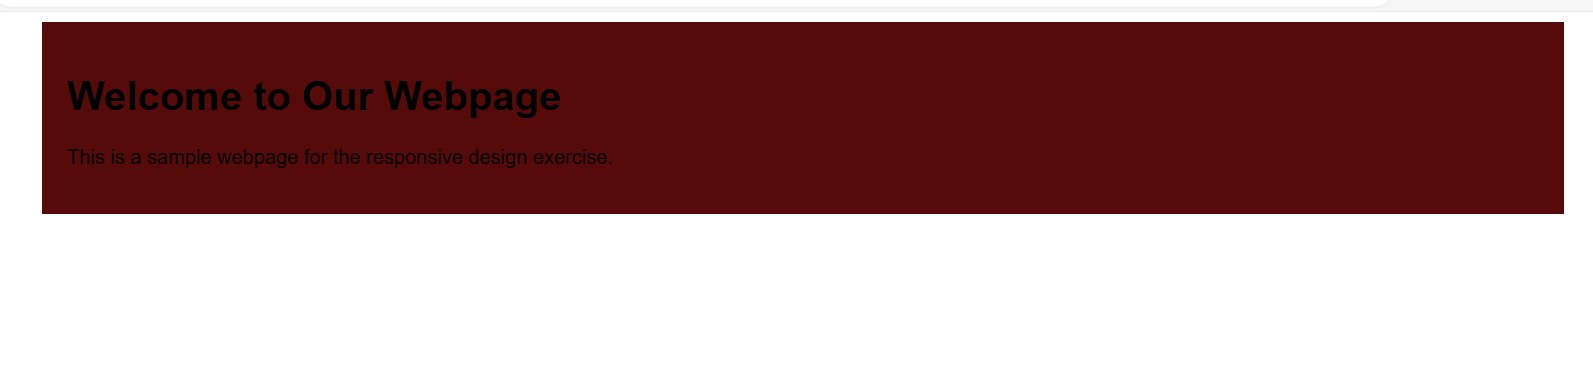 Welcome to Our Webpage
This is a sample webpage for the responsive design exercise.